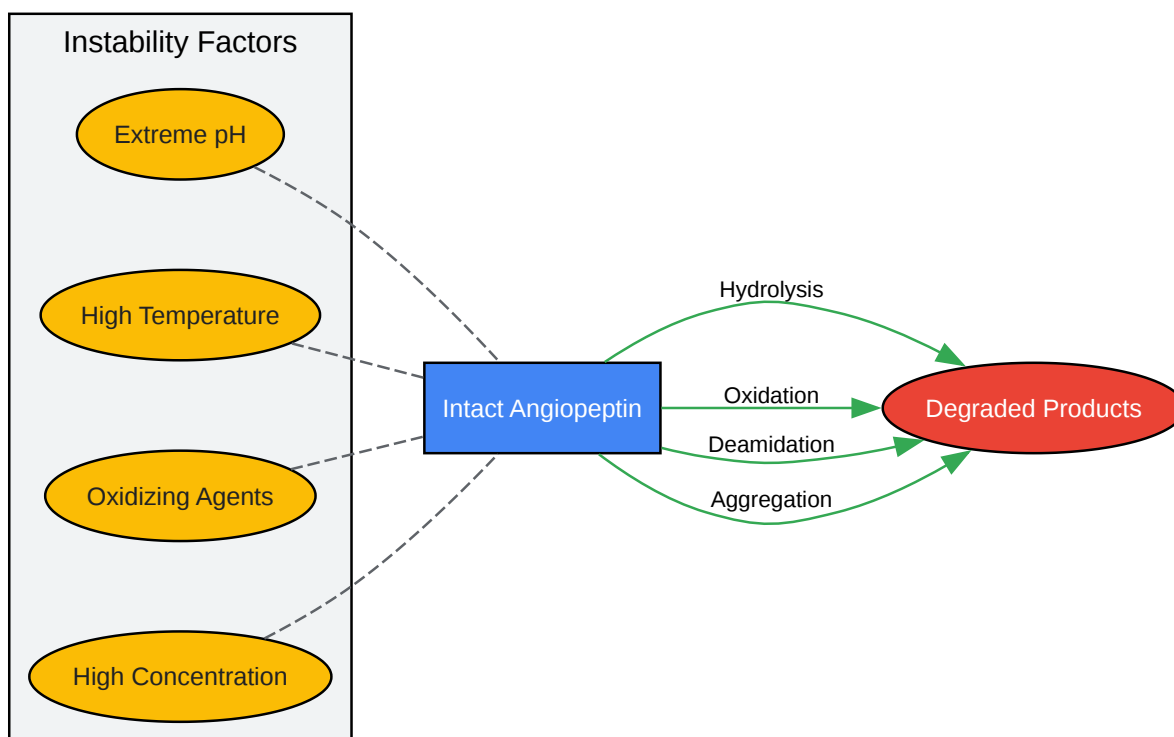 Instability Factors
Extreme pH
High Temperature
Oxidizing Agents
High Concentration
Intact Angiopeptin
Hydrolysis
Oxidation
Deamidation
Aggregation
Degraded Products